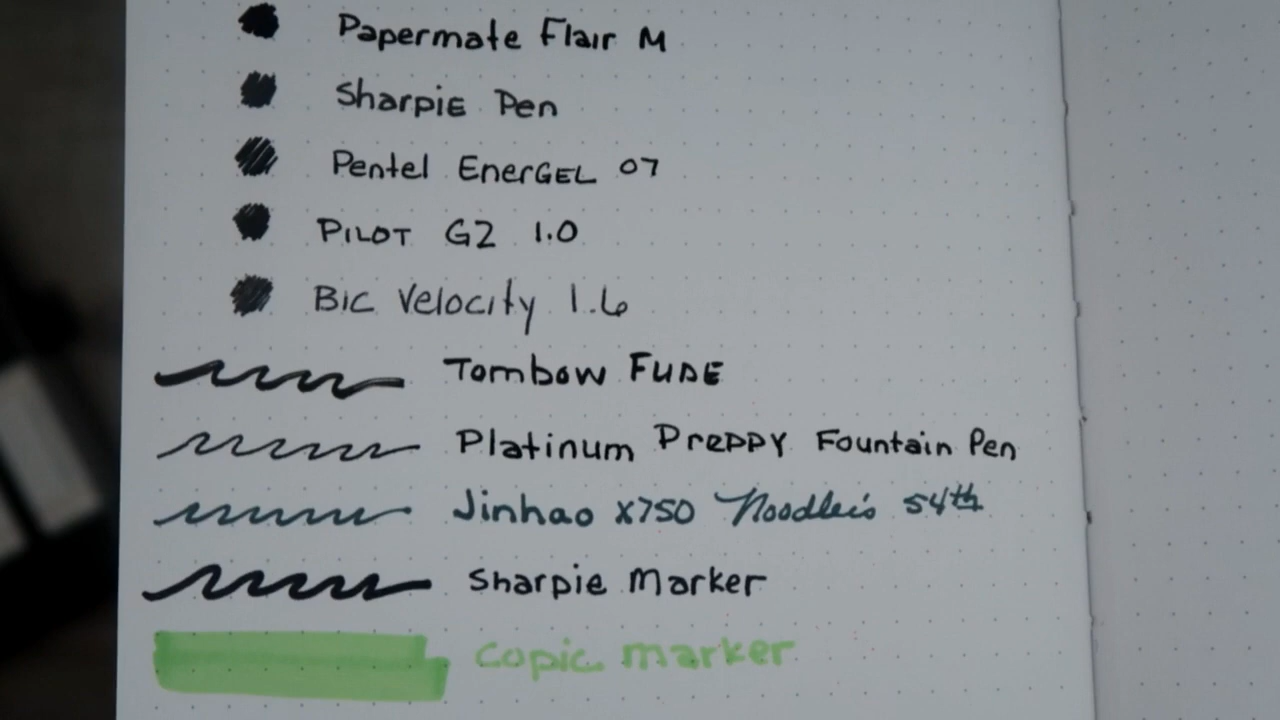 Papermate Flair M
Sharpie Pen
Pentel EnerGEL 07
PILOT G2 1.0
BIC Velocity 1.6
Tombow FUDE
Platinum Preppy Fountain Pen
Jinhao X750 Noodler's 54th
Sharpie Marker
copic marker